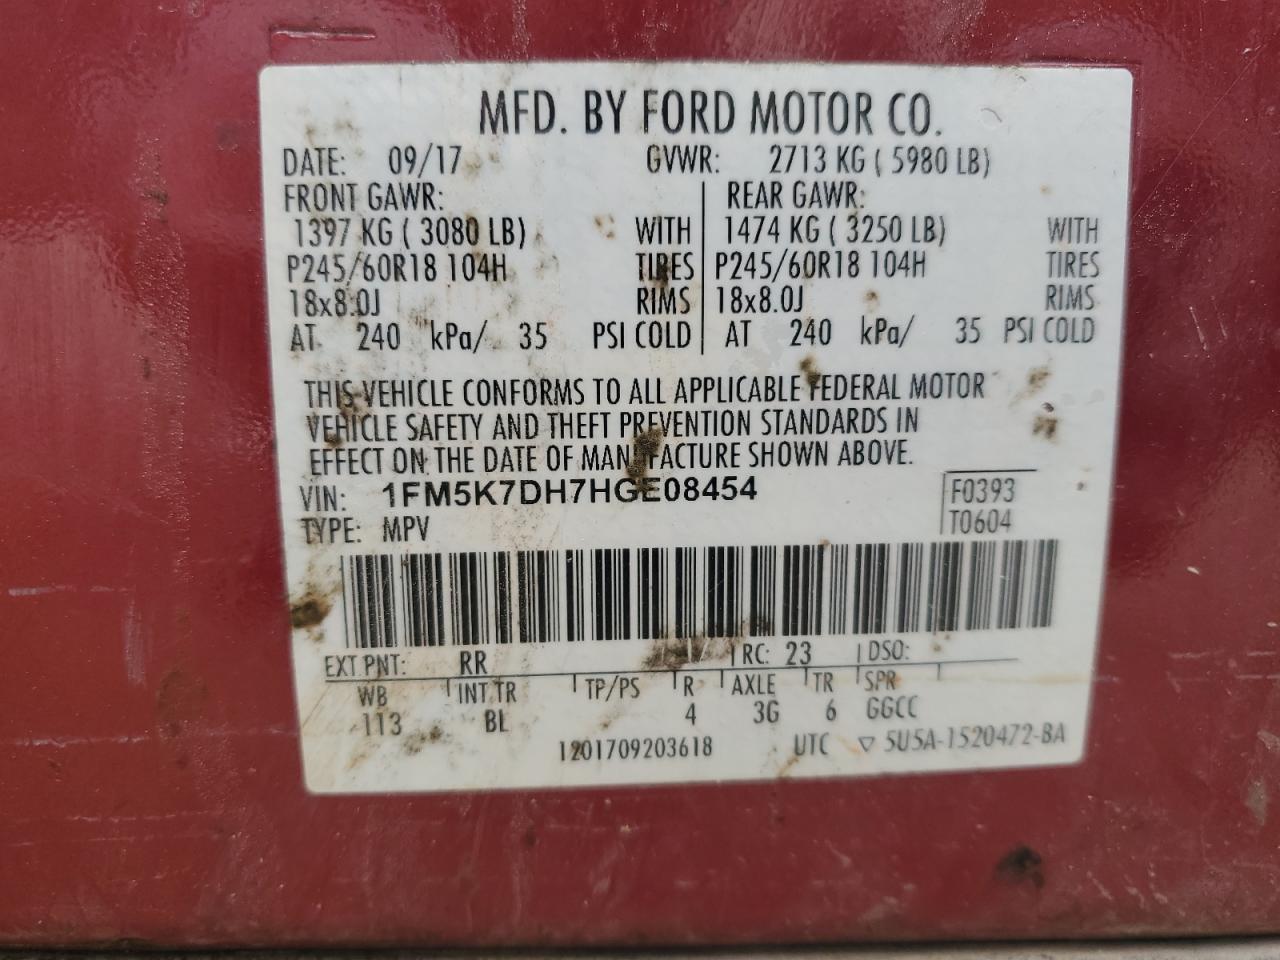 MFD. BY FORD MOTOR CO.
DATE: 09/17 GVWR: 2713 KG ( 5980 LB)
FRONT GAWR: REAR GAWR:
1397 KG ( 3080 LB) WITH 1474 KG ( 3250 LB) WITH
P245/60R18 104H TIRES P245/60R18 104H TIRES
18x8.0J RIMS 18x8.0J RIMS
AT 240 kPa/ 35 PSI COLD AT 240 kPa/ 35 PSI COLD
THIS VEHICLE CONFORMS TO ALL APPLICABLE FEDERAL MOTOR
VEHICLE SAFETY AND THEFT PREVENTION STANDARDS IN
EFFECT ON THE DATE OF MANUFACTURE SHOWN ABOVE.
VIN: 1FM5K7DH7HGE08454 F0393
TYPE: MPV T0604
EXT PNT: RR RC: 23 DSO:
WB INT TR TP/PS R AXLE TR SPR
113 BL 4 3G 6 GGCC
1201709203618 UTC ▽ 5U5A-1520472-BA